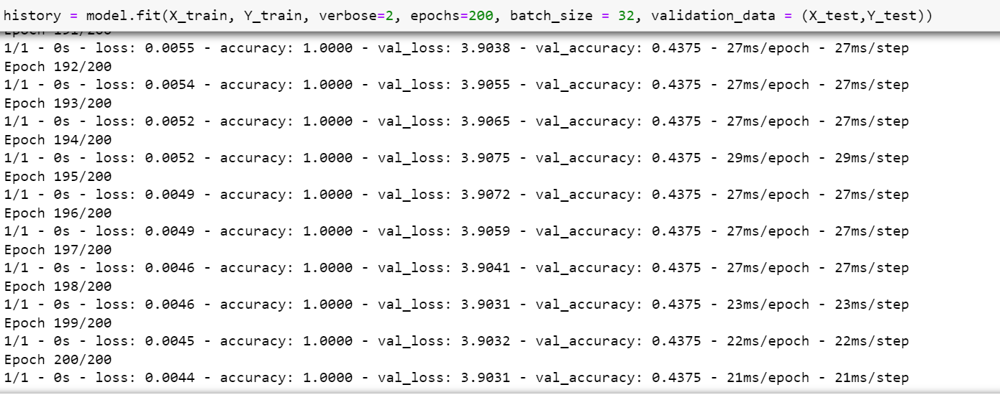 history = model.fit(X_train, Y_train, verbose=2, epochs=200, batch_size = 32, validation_data = (X_test,Y_test))
Epoch 191/200
1/1 - 0s - loss: 0.0055 - accuracy: 1.0000 - val_loss: 3.9038 - val_accuracy: 0.4375 - 27ms/epoch - 27ms/step
Epoch 192/200
1/1 - 0s - loss: 0.0054 - accuracy: 1.0000 - val_loss: 3.9055 - val_accuracy: 0.4375 - 27ms/epoch - 27ms/step
Epoch 193/200
1/1 - 0s - loss: 0.0052 - accuracy: 1.0000 - val_loss: 3.9065 - val_accuracy: 0.4375 - 27ms/epoch - 27ms/step
Epoch 194/200
1/1 - 0s - loss: 0.0052 - accuracy: 1.0000 - val_loss: 3.9075 - val_accuracy: 0.4375 - 29ms/epoch - 29ms/step
Epoch 195/200
1/1 - 0s - loss: 0.0049 - accuracy: 1.0000 - val_loss: 3.9072 - val_accuracy: 0.4375 - 27ms/epoch - 27ms/step
Epoch 196/200
1/1 - 0s - loss: 0.0049 - accuracy: 1.0000 - val_loss: 3.9059 - val_accuracy: 0.4375 - 27ms/epoch - 27ms/step
Epoch 197/200
1/1 - 0s - loss: 0.0046 - accuracy: 1.0000 - val_loss: 3.9041 - val_accuracy: 0.4375 - 27ms/epoch - 27ms/step
Epoch 198/200
1/1 - 0s - loss: 0.0046 - accuracy: 1.0000 - val_loss: 3.9031 - val_accuracy: 0.4375 - 23ms/epoch - 23ms/step
Epoch 199/200
1/1 - 0s - loss: 0.0045 - accuracy: 1.0000 - val_loss: 3.9032 - val_accuracy: 0.4375 - 22ms/epoch - 22ms/step
Epoch 200/200
1/1 - 0s - loss: 0.0044 - accuracy: 1.0000 - val_loss: 3.9031 - val_accuracy: 0.4375 - 21ms/epoch - 21ms/step